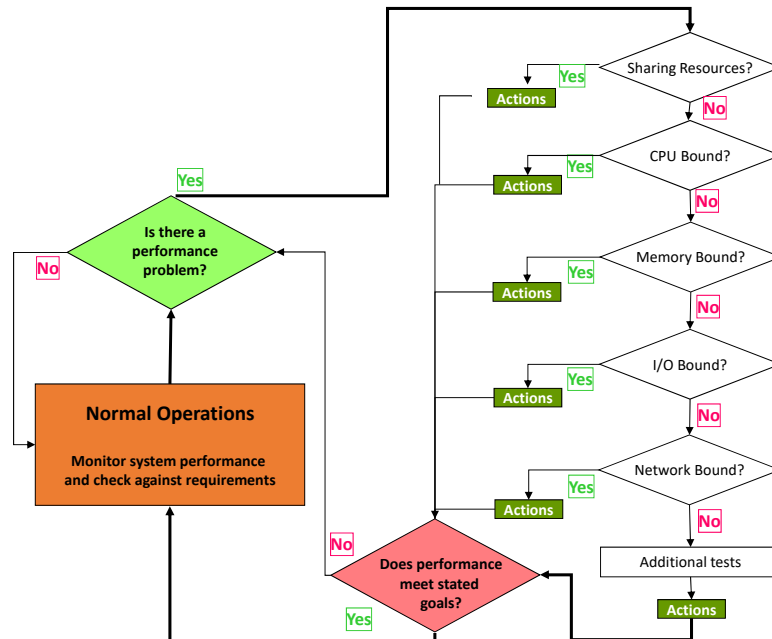 Sharing Resources?
Yes
Actions
No
CPU Bound?
Yes
Actions
Yes
No
Is there a
performance
problem?
No
Memory Bound?
Yes
Actions
No
I/O Bound?
Yes
Actions
No
Normal Operations
Monitor system performance
and check against requirements
Network Bound?
Yes
Actions
No
No
Does performance
meet stated
goals?
Yes
Additional tests
Actions